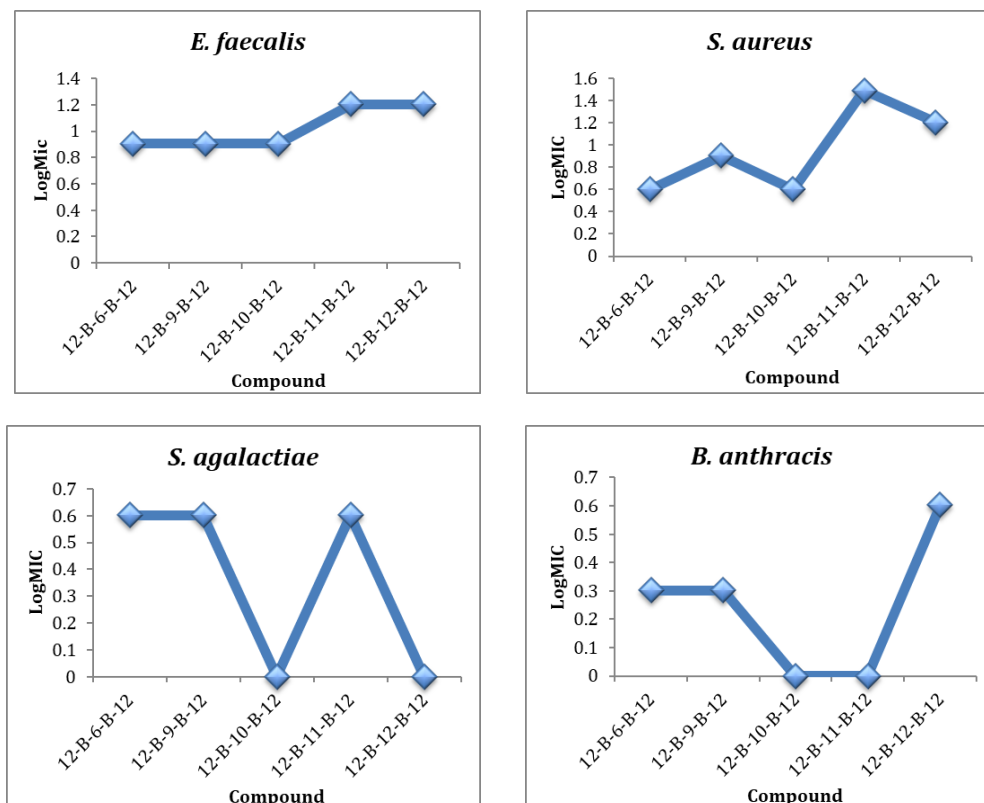 E. faecalis
1.4
1.2
1
0.8
0.6
0.4
0.2
0
LogMic
12-B-6-B-12
12-B-9-B-12
12-B-10-B-12
12-B-11-B-12
12-B-12-B-12
Compound
S. aureus
1.6
1.4
1.2
1
0.8
0.6
0.4
0.2
0
LogMIC
12-B-6-B-12
12-B-9-B-12
12-B-10-B-12
12-B-11-B-12
12-B-12-B-12
Compound
S. agalactiae
0.7
0.6
0.5
0.4
0.3
0.2
0.1
0
LogMIC
12-B-6-B-12
12-B-9-B-12
12-B-10-B-12
12-B-11-B-12
12-B-12-B-12
Compound
B. anthracis
0.7
0.6
0.5
0.4
0.3
0.2
0.1
0
LogMIC
12-B-6-B-12
12-B-9-B-12
12-B-10-B-12
12-B-11-B-12
12-B-12-B-12
Compound